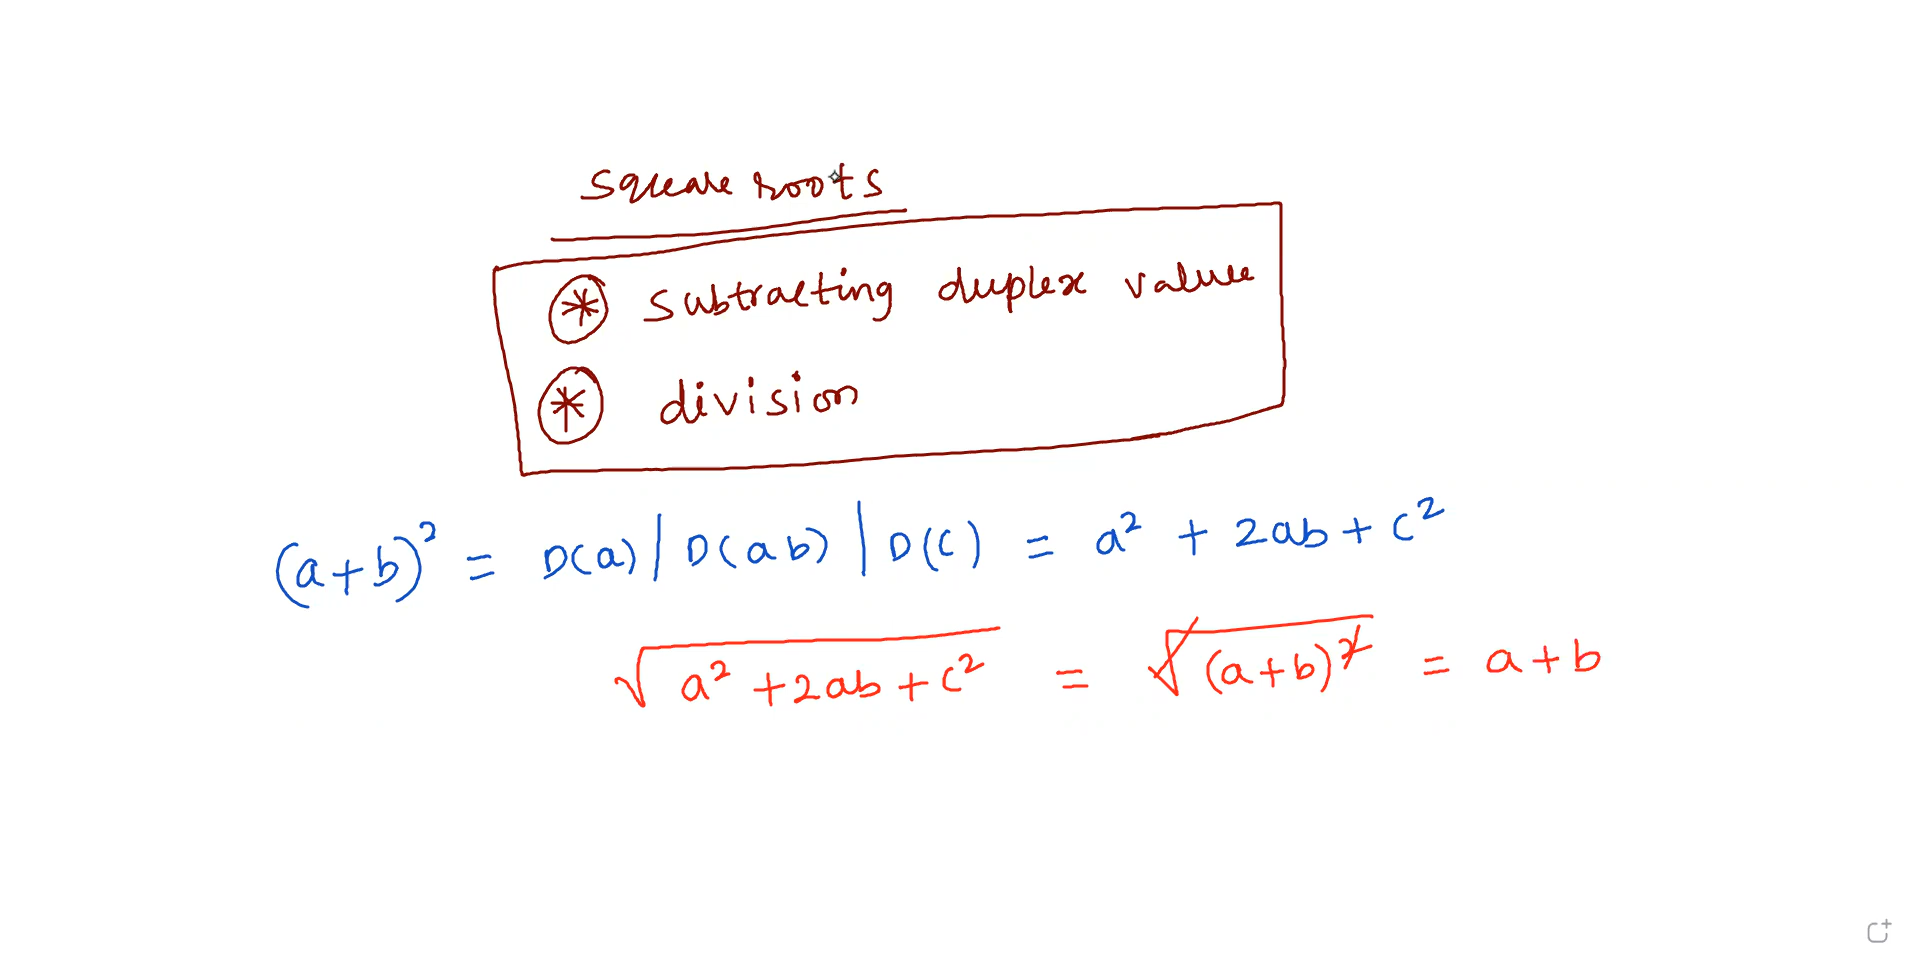 Square roots
* Subtracting duplex value
* division
(a+b)² = D(a) | D(ab) | D(c) = a² + 2ab + c²
√(a² + 2ab + c²) = √(a+b)² = a+b